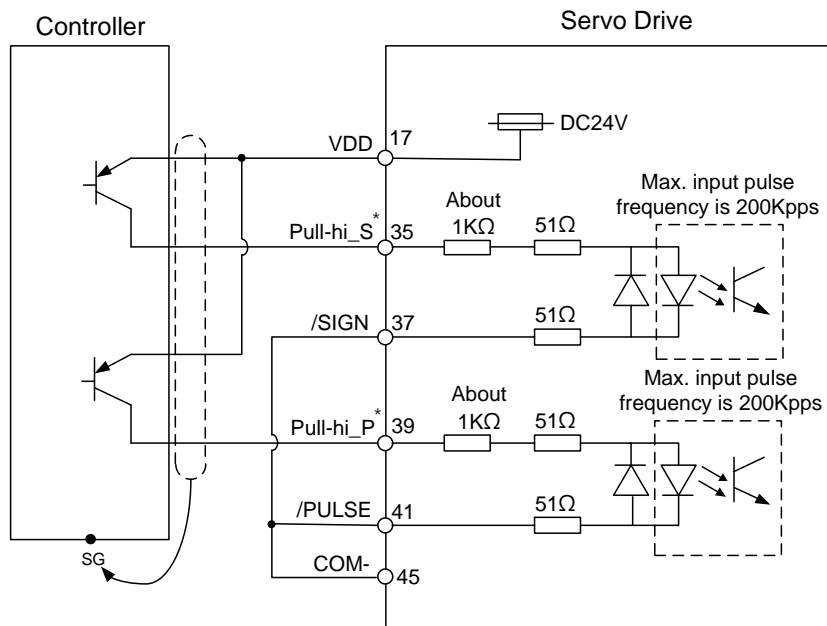 Controller
Servo Drive
VDD
17
DC24V
Max. input pulse
frequency is 200Kpps
About
1KΩ
51Ω
Pull-hi_S*
35
/SIGN
37
51Ω
Max. input pulse
frequency is 200Kpps
About
1KΩ
51Ω
Pull-hi_P*
39
/PULSE
41
51Ω
COM-
45
SG